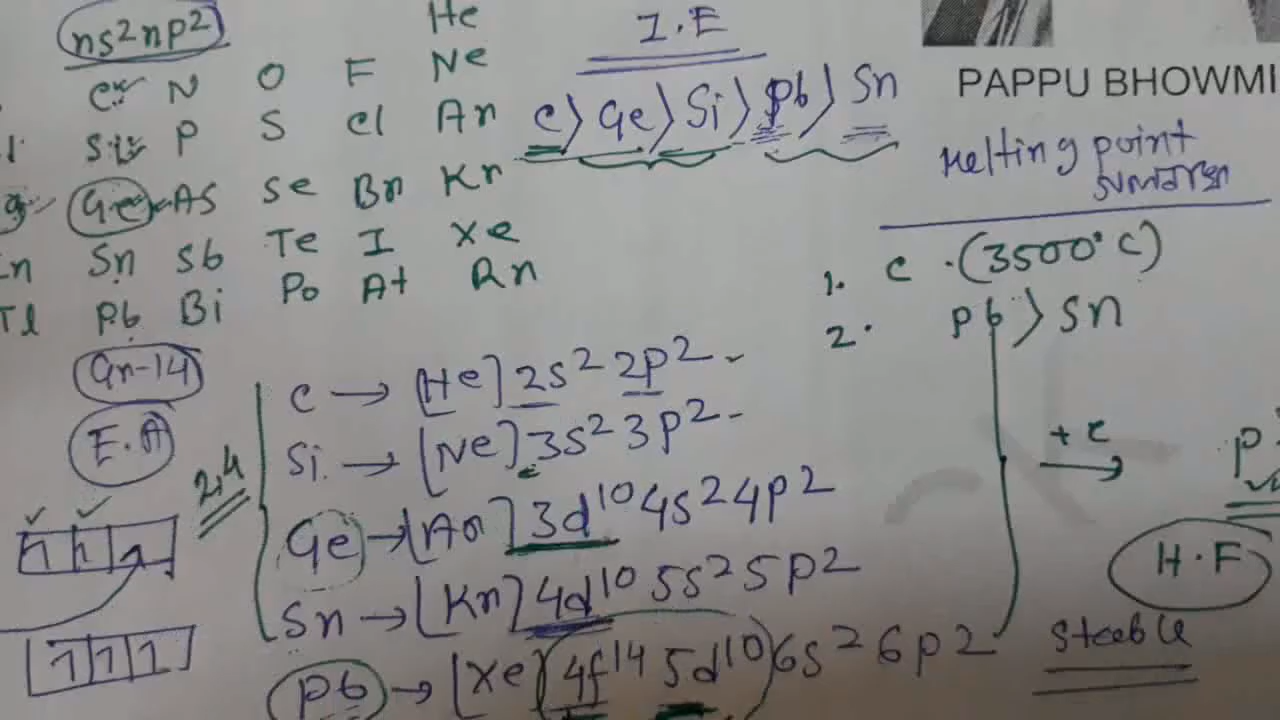 ns²np²
He
C N O F Ne
Si P S Cl Ar
Ge As Se Br Kr
In Sn Sb Te I Xe
Tl Pb Bi Po At Rn
I.E
C > Ge > Si > Pb > Sn
PAPPU BHOWMI
Melting point
1. C (3500°C)
2. Pb > Sn
Gr-14
E.A
2,4
C → [He] 2s² 2p²
Si → [Ne] 3s² 3p²
Ge → [Ar] 3d¹⁰ 4s² 4p²
Sn → [Kr] 4d¹⁰ 5s² 5p²
Pb → [Xe] 4f¹⁴ 5d¹⁰ 6s² 6p²
+e → p
H.F
Stable